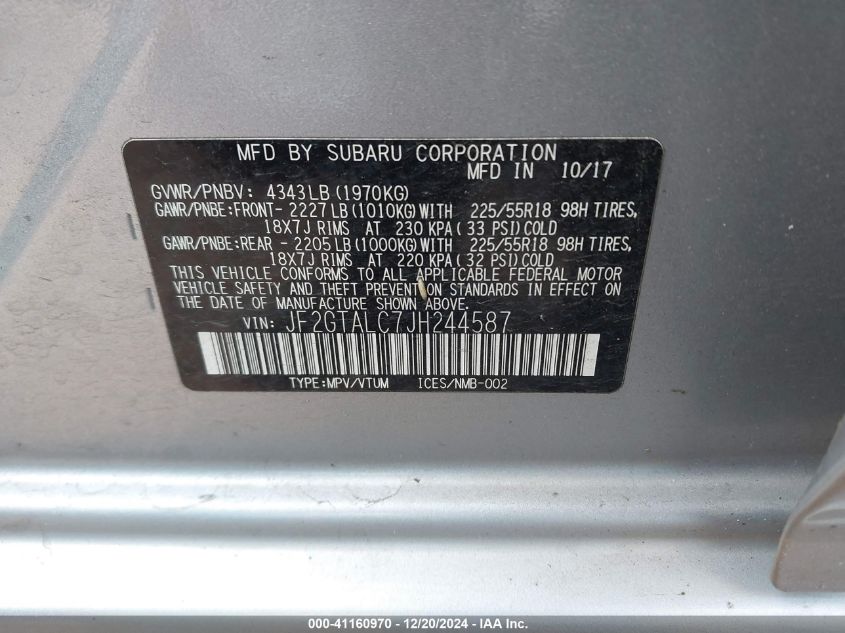 MFD BY SUBARU CORPORATION
MFD IN 10/17
GVWR/PNBV: 4343LB (1970KG)
GAWR/PNBE:FRONT- 2227LB (1010KG) WITH 225/55R18 98H TIRES,
18X7J RIMS AT 230 KPA ( 33 PSI) COLD
GAWR/PNBE:REAR - 2205LB (1000KG) WITH 225/55R18 98H TIRES,
18X7J RIMS AT 220 KPA ( 32 PSI) COLD
THIS VEHICLE CONFORMS TO ALL APPLICABLE FEDERAL MOTOR
VEHICLE SAFETY AND THEFT PREVENTION STANDARDS IN EFFECT ON
THE DATE OF MANUFACTURE SHOWN ABOVE.
VIN: JF2GTALC7JH244587
TYPE:MPV/VTUM ICES/NMB-002
000-41160970 - 12/20/2024 - IAA Inc.